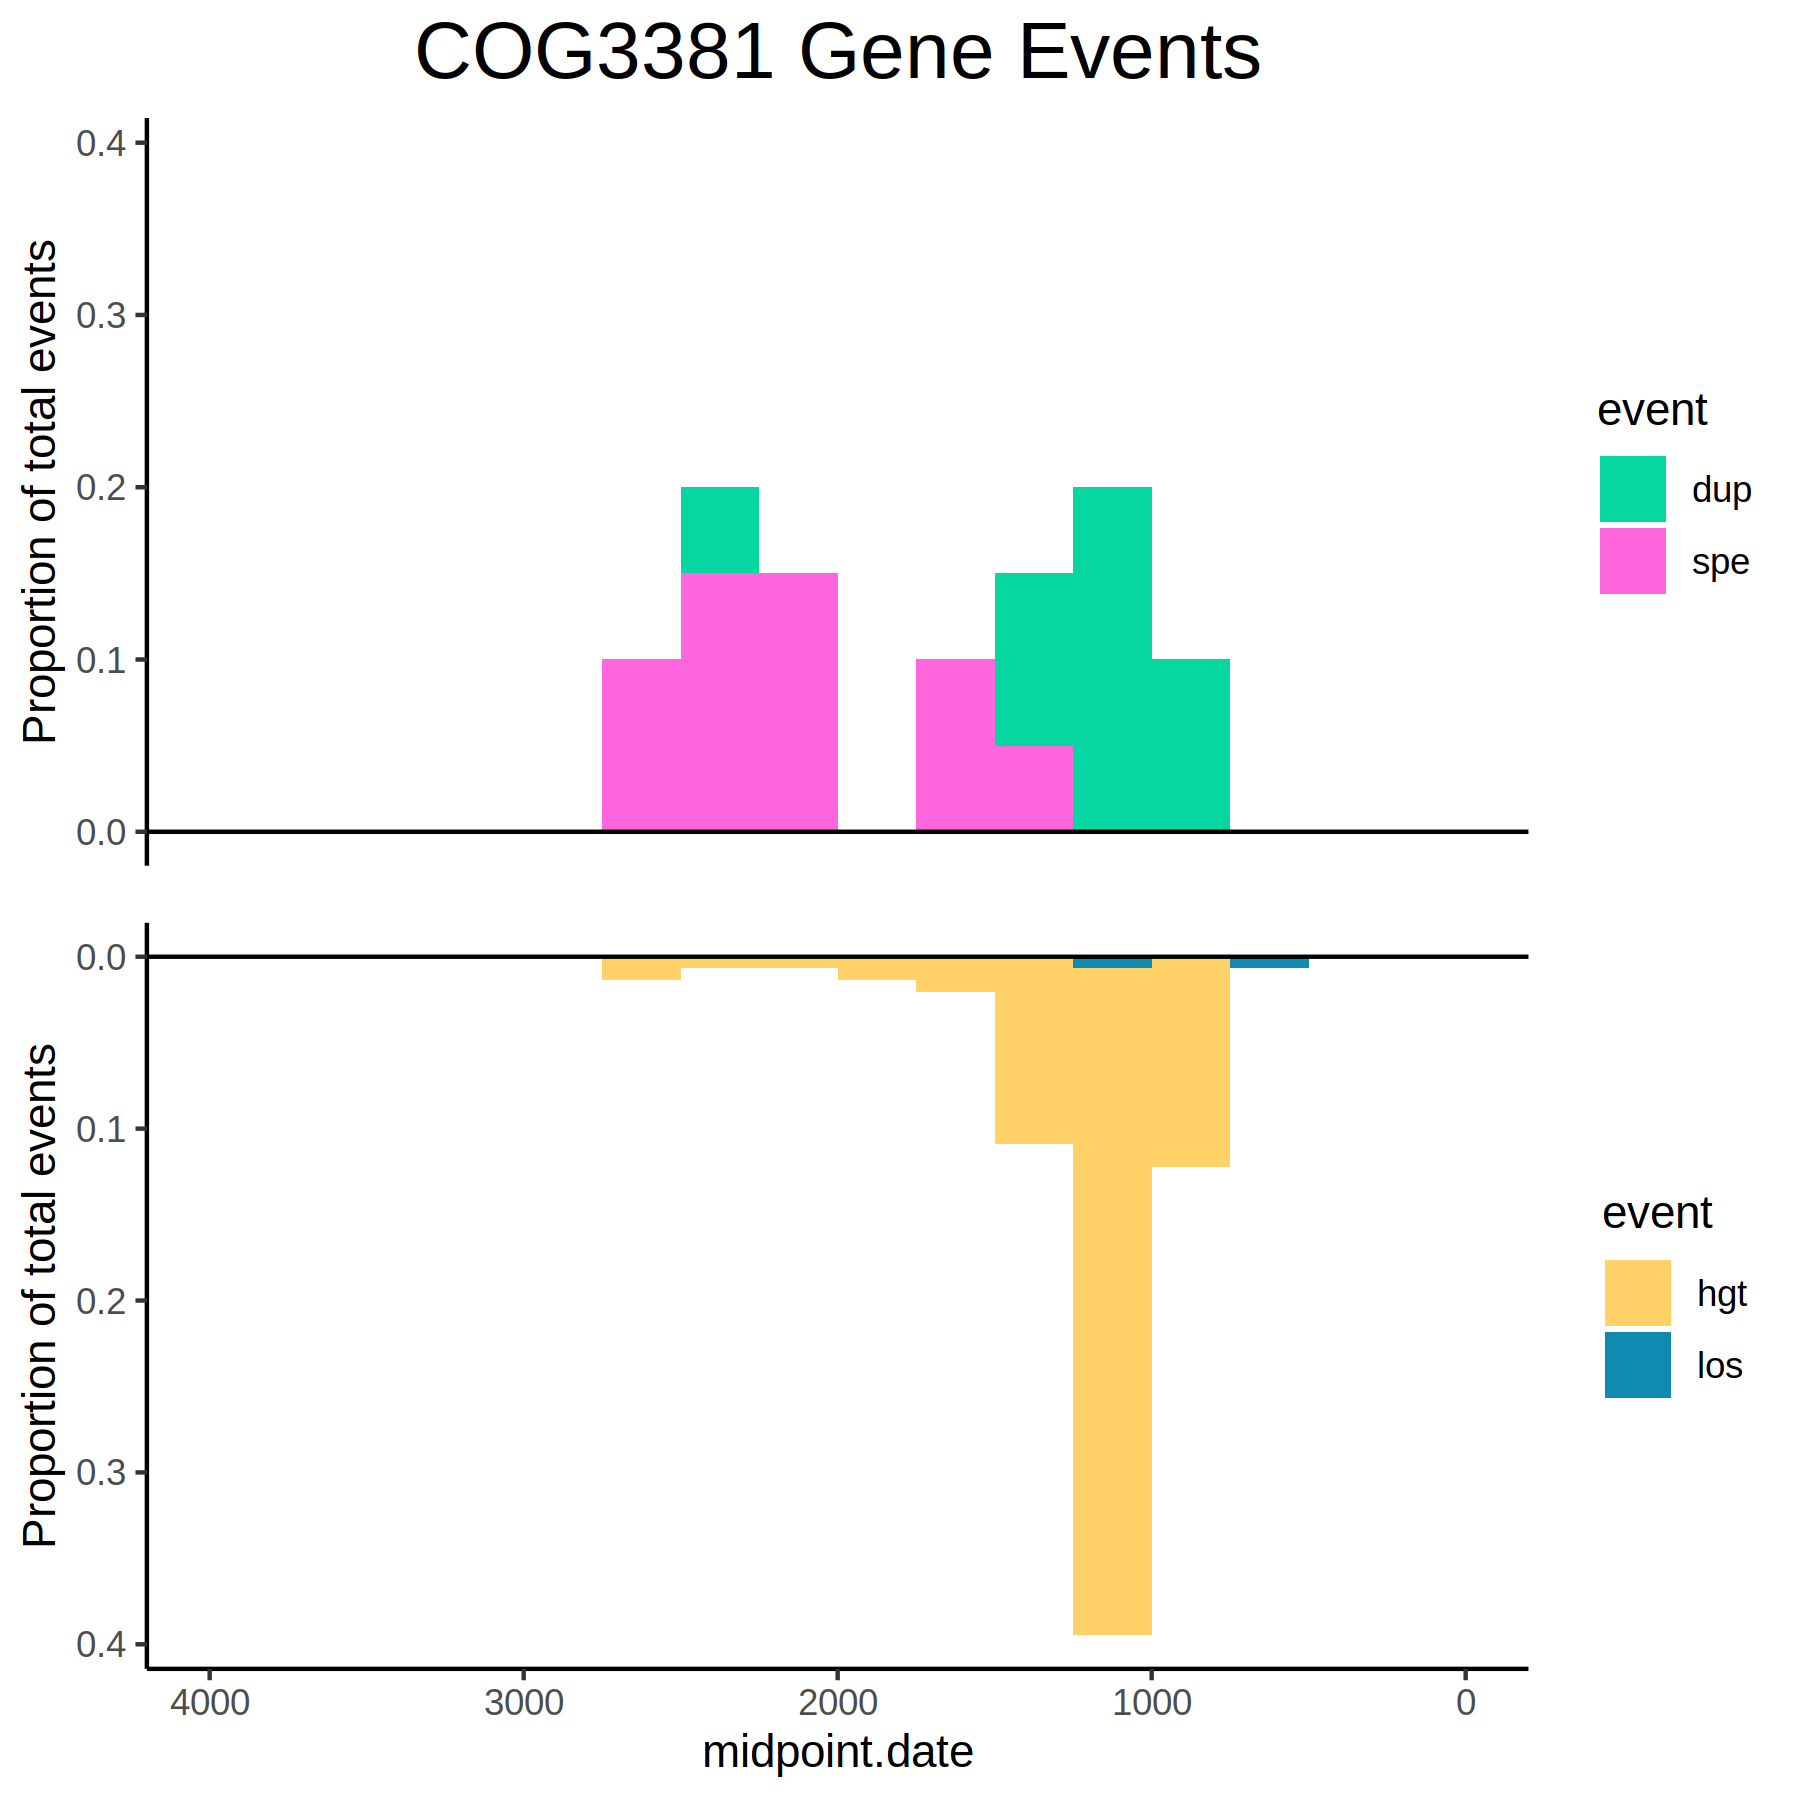 COG3381 Gene Events
Proportion of total events
0.4
0.3
0.2
0.1
0.0
event
dup
spe
Proportion of total events
0.0
0.1
0.2
0.3
0.4
event
hgt
los
4000 3000 2000 1000 0
midpoint.date